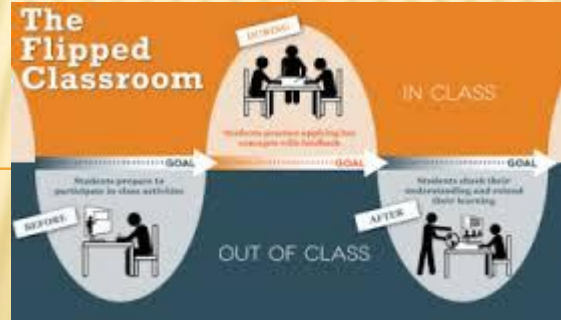 The
Flipped
Classroom
DURING
IN CLASS
Students practice applying key
concepts with feedback
GOAL
GOAL
GOAL
Students prepare to
participate in class activities
Students check their
understanding and extend
their learning
BEFORE
AFTER
OUT OF CLASS